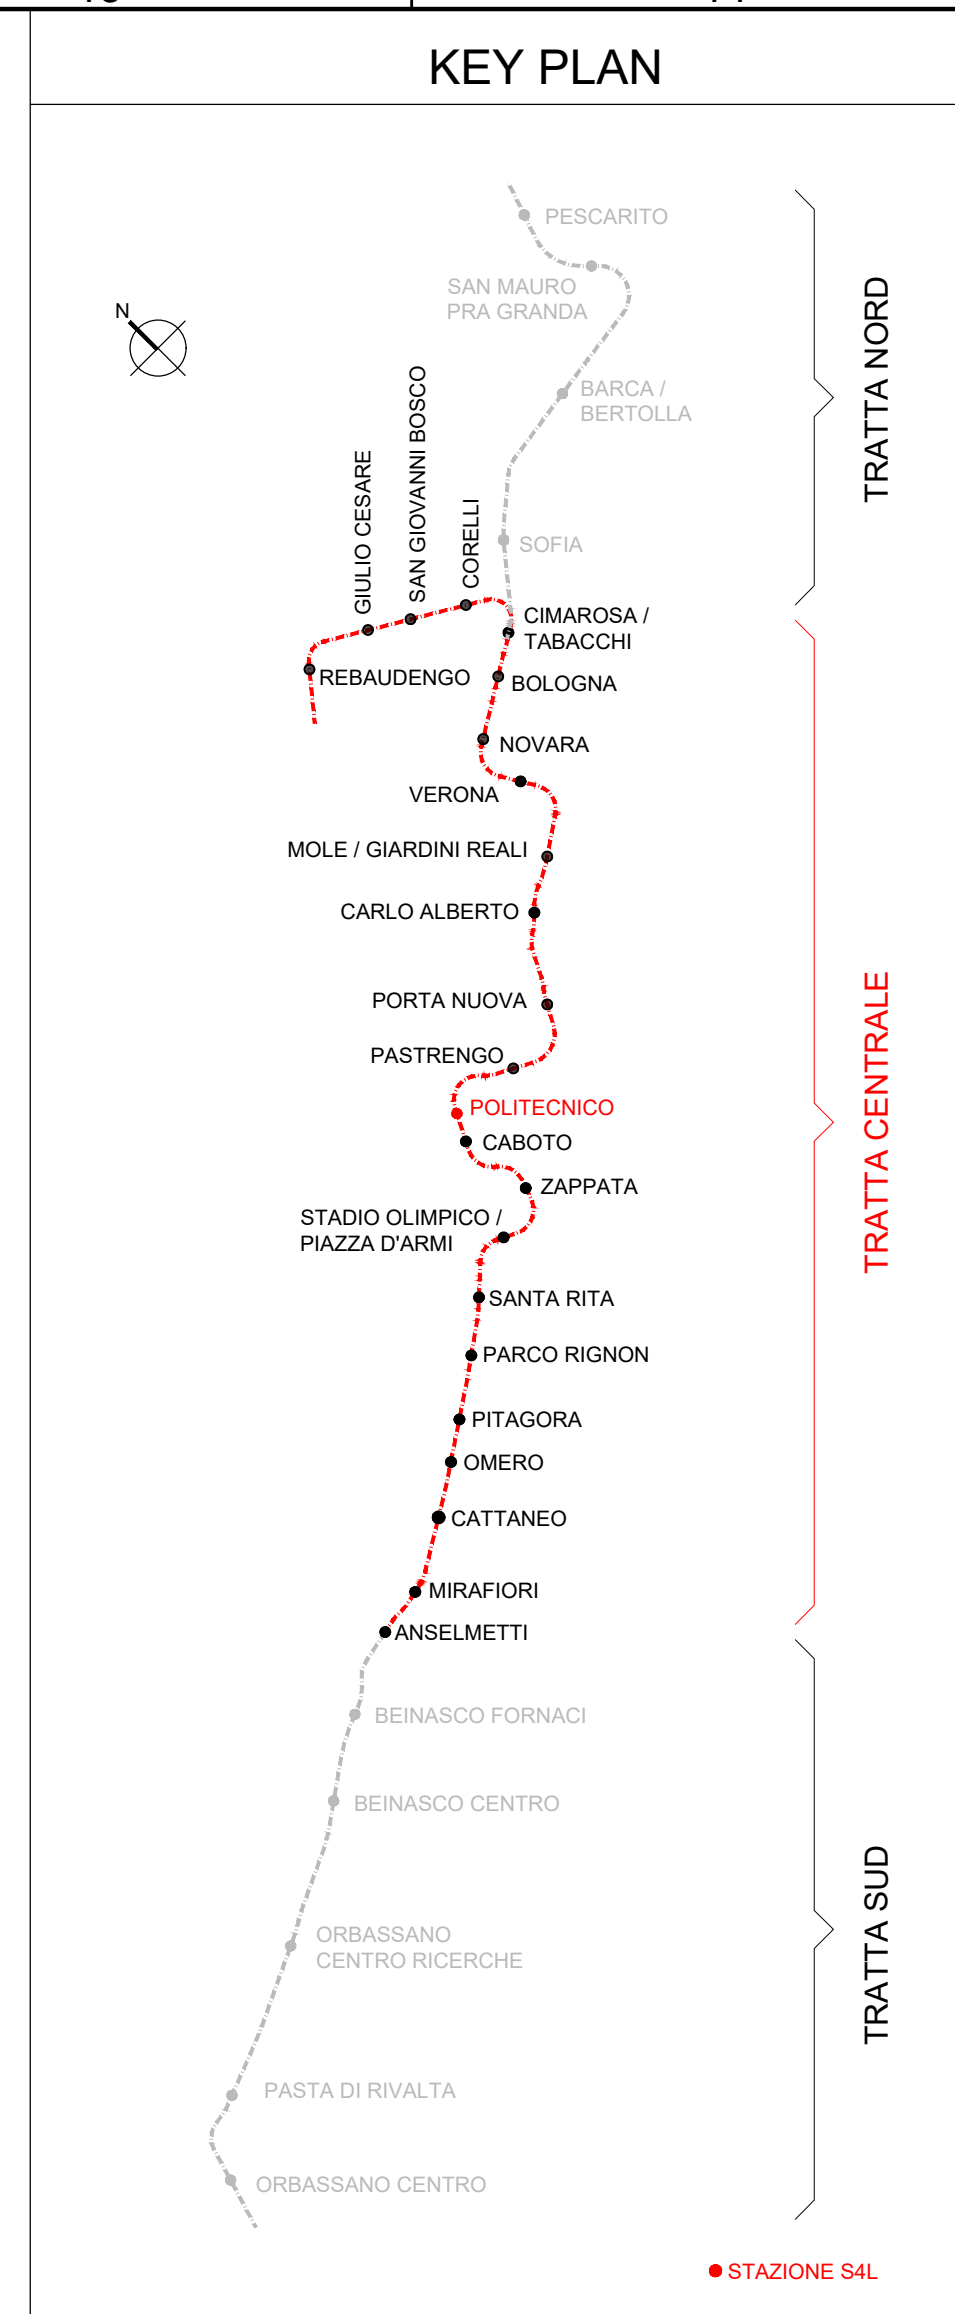 KEY PLAN
PESCARITO
SAN MAURO
PRA GRANDA
N
BARCA /
BERTOLLA
TRATTA NORD
GIULIO CESARE
SAN GIOVANNI BOSCO
CORELLI
SOFIA
CIMAROSA /
TABACCHI
REBAUDENGO
BOLOGNA
NOVARA
VERONA
MOLE / GIARDINI REALI
CARLO ALBERTO
PORTA NUOVA
PASTRENGO
POLITECNICO
CABOTO
TRATTA CENTRALE
ZAPPATA
STADIO OLIMPICO /
PIAZZA D'ARMI
SANTA RITA
PARCO RIGNON
PITAGORA
OMERO
CATTANEO
MIRAFIORI
ANSELMETTI
BEINASCO FORNACI
BEINASCO CENTRO
TRATTA SUD
ORBASSANO
CENTRO RICERCHE
PASTA DI RIVALTA
ORBASSANO CENTRO
STAZIONE S4L